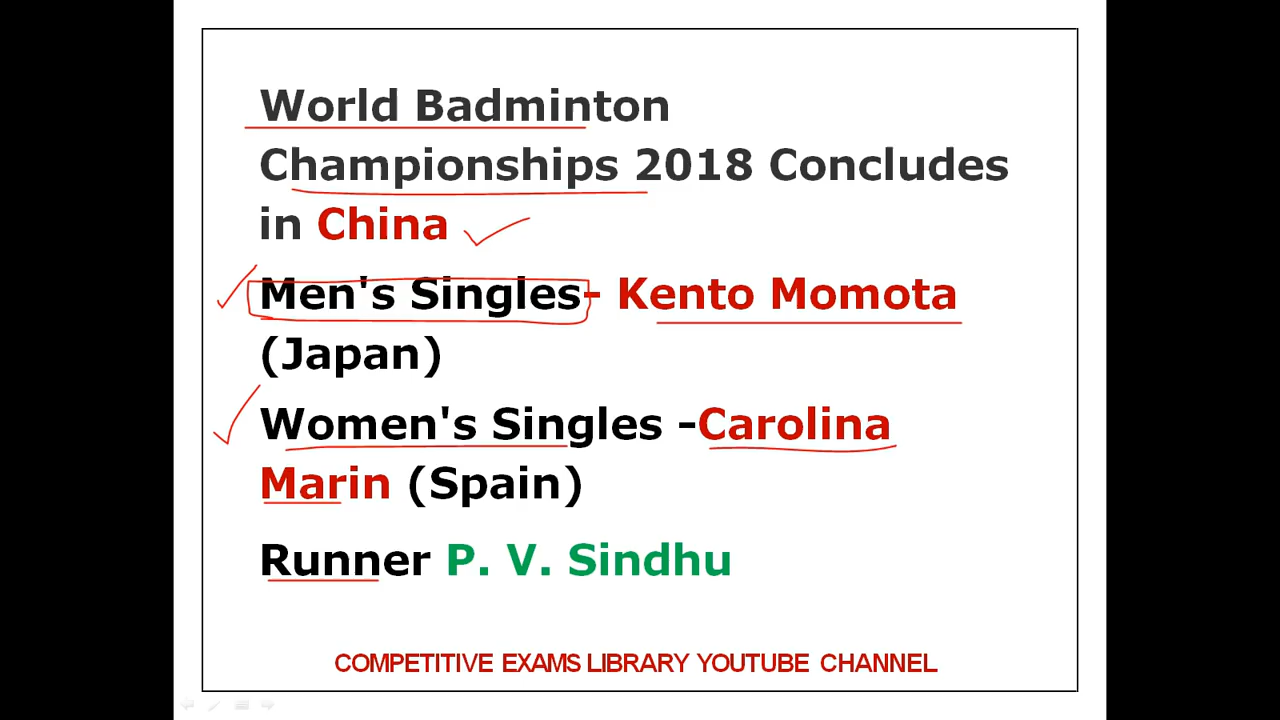 World Badminton
Championships 2018 Concludes
in China
Men's Singles- Kento Momota
(Japan)
Women's Singles -Carolina
Marin (Spain)
Runner P. V. Sindhu
COMPETITIVE EXAMS LIBRARY YOUTUBE CHANNEL